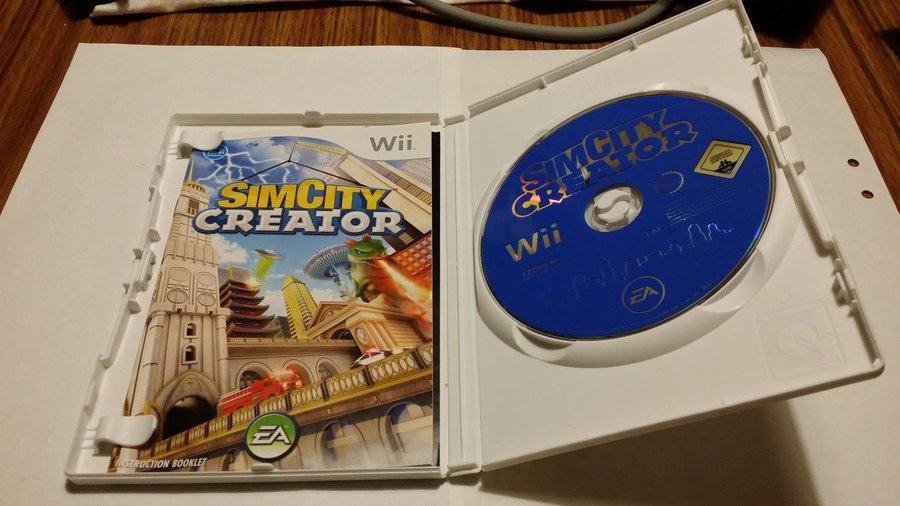 Wii
SIMCITY
CREATOR
EA
INSTRUCTION BOOKLET
SIMCITY
CREATOR
Wii
EA